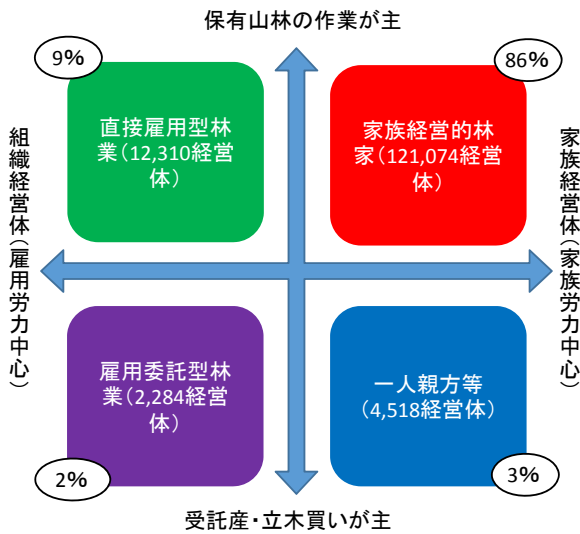 保有山林の作業が主
9%
86%
直接雇用型林
業(12,310経営
体)
家族経営的林
家(121,074経営
体)
組織経営体(雇用労力中心)
家族経営体(家族労力中心)
雇用委託型林
業(2,284経営
体)
一人親方等
(4,518経営体)
2%
3%
受託産・立木買いが主